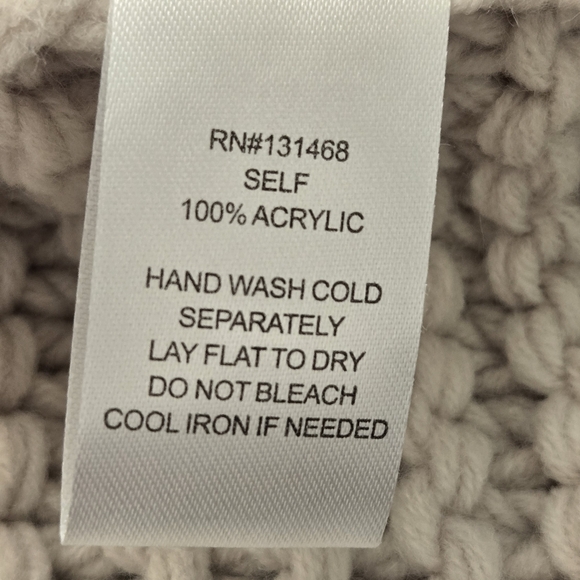 RN#131468
SELF
100% ACRYLIC
HAND WASH COLD
SEPARATELY
LAY FLAT TO DRY
DO NOT BLEACH
COOL IRON IF NEEDED